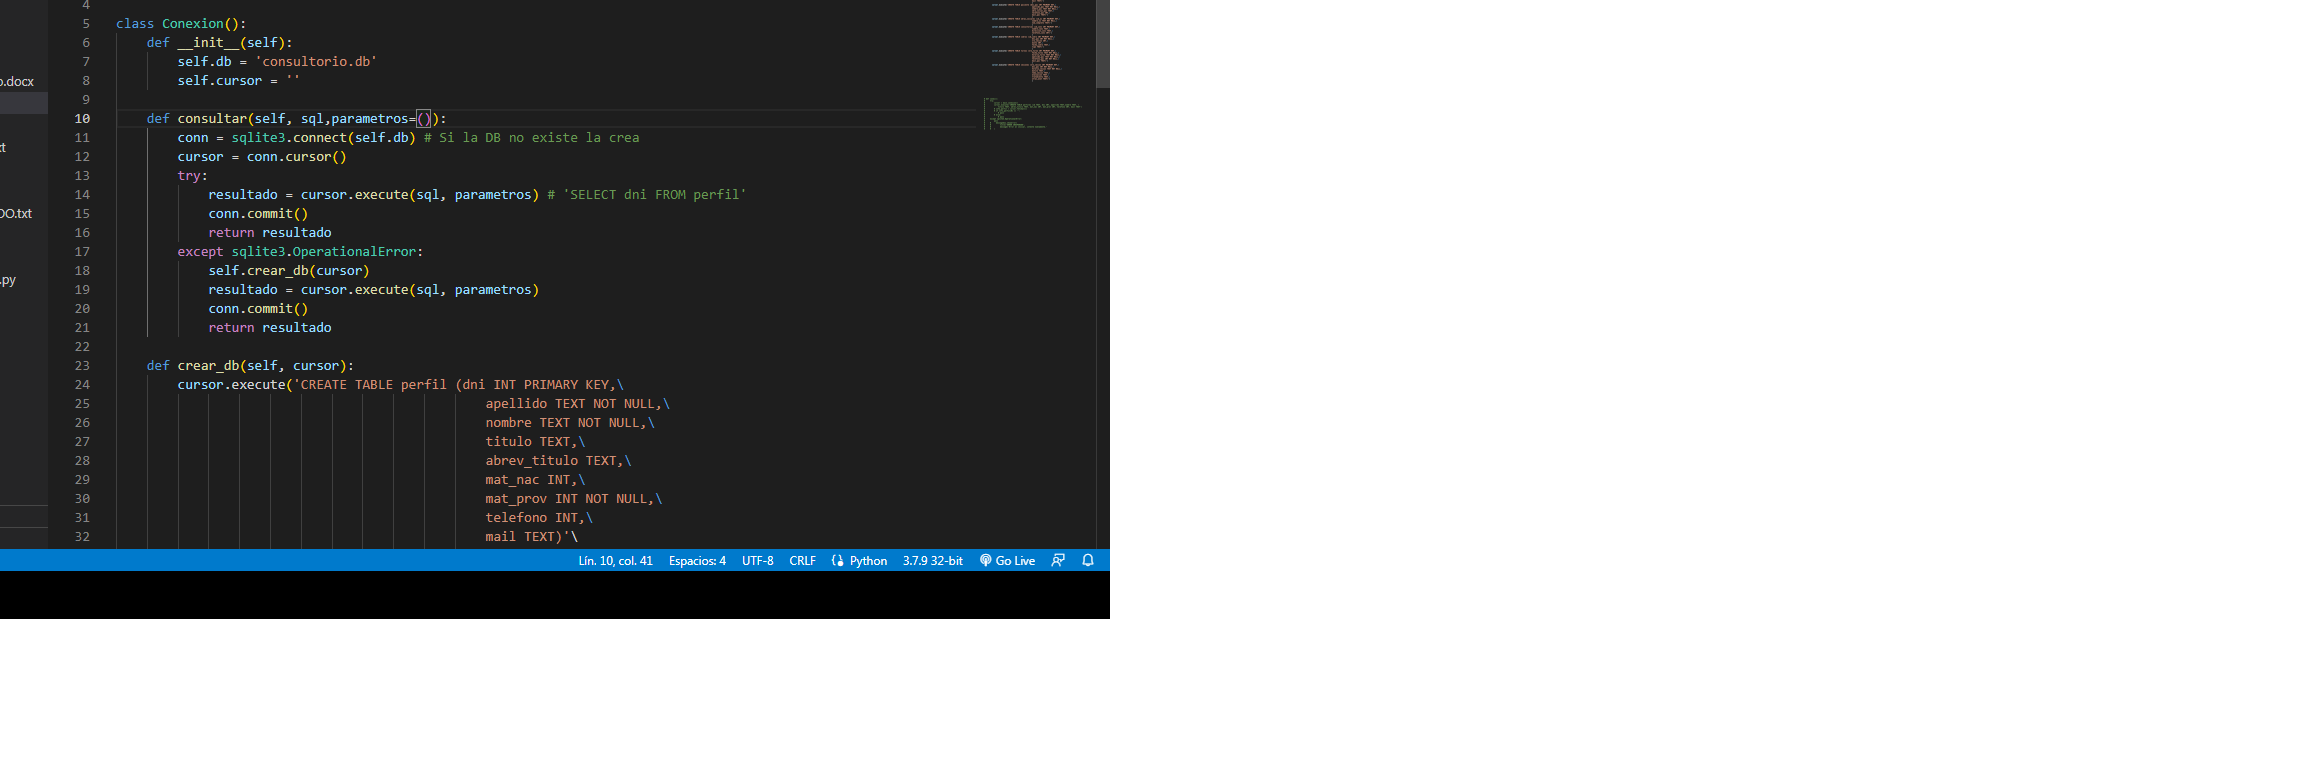 4
5 class Conexion():
6 def __init__(self):
7 self.db = 'consultorio.db'
o.docx
8 self.cursor = ''
9
10 def consultar(self, sql,parametros=()):
11 conn = sqlite3.connect(self.db) # Si la DB no existe la crea
xt
12 cursor = conn.cursor()
13 try:
14 resultado = cursor.execute(sql, parametros) # 'SELECT dni FROM perfil'
DO.txt
15 conn.commit()
16 return resultado
17 except sqlite3.OperationalError:
18 self.crear_db(cursor)
.py
19 resultado = cursor.execute(sql, parametros)
20 conn.commit()
21 return resultado
22
23 def crear_db(self, cursor):
24 cursor.execute('CREATE TABLE perfil (dni INT PRIMARY KEY,\
25 apellido TEXT NOT NULL,\
26 nombre TEXT NOT NULL,\
27 titulo TEXT,\
28 abrev_titulo TEXT,\
29 mat_nac INT,\
30 mat_prov INT NOT NULL,\
31 telefono INT,\
32 mail TEXT)'\
Lín. 10, col. 41 Espacios: 4 UTF-8 CRLF Python 3.7.9 32-bit Go Live